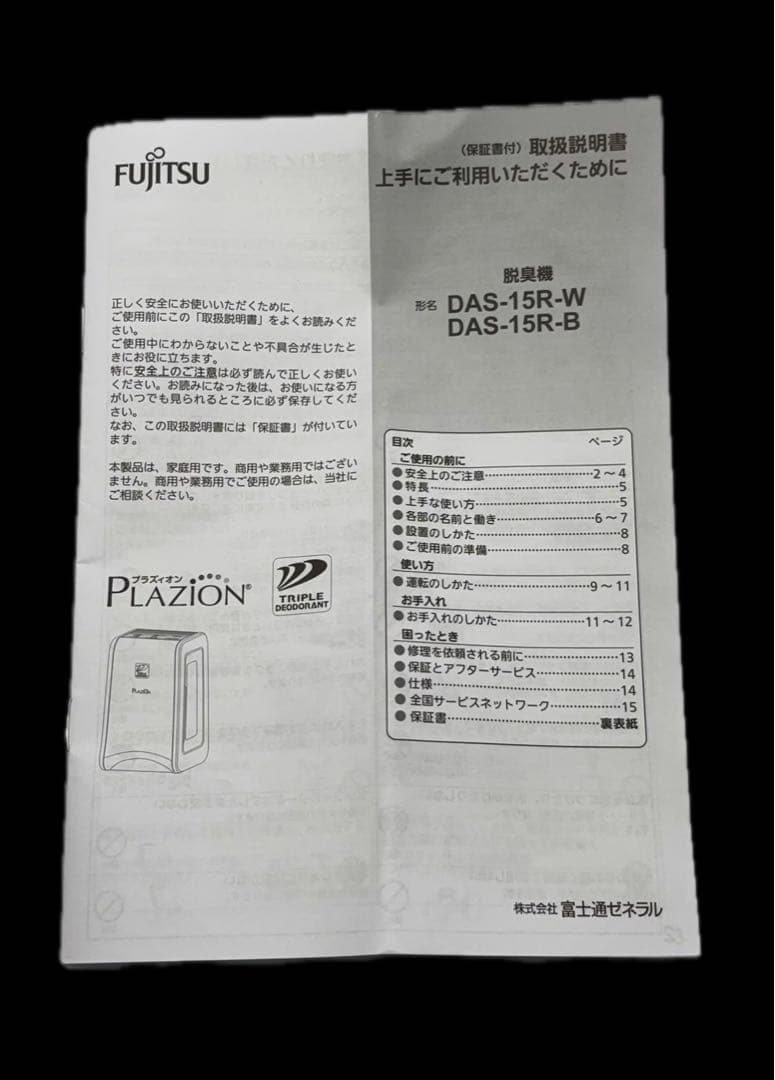 FUJITSU
（保証書付）取扱説明書
上手にご利用いただくために
脱臭機
形名 DAS-15R-W
DAS-15R-B
正しく安全にお使いいただくために、
ご使用前にこの「取扱説明書」をよくお読みくだ
さい。
ご使用中にわからないことや不具合が生じたと
きにお役に立ちます。
特に安全上のご注意は必ず読んで正しくお使い
ください。お読みになった後は、お使いになる方
がいつでも見られるところに必ず保存してくだ
さい。
なお、この取扱説明書には「保証書」が付いてい
ます。
本製品は、家庭用です。商用や業務用ではござい
ません。商用や業務用でご使用の場合は、当社に
ご相談ください。
プラズィオン
PLAZION®
TRIPLE
DEODORANT
PLAZION
目次 ページ
ご使用の前に
●安全上のご注意……………………2～4
●特長……………………………………5
●上手な使い方…………………………5
●各部の名前と働き…………………6～7
●設置のしかた…………………………8
●ご使用前の準備………………………8
使い方
●運転のしかた……………………9～11
お手入れ
●お手入れのしかた………………11～12
困ったとき
●修理を依頼される前に………………13
●保証とアフターサービス……………14
●仕様……………………………………14
●全国サービスネットワーク…………15
●保証書……………………………裏表紙
株式会社 富士通ゼネラル